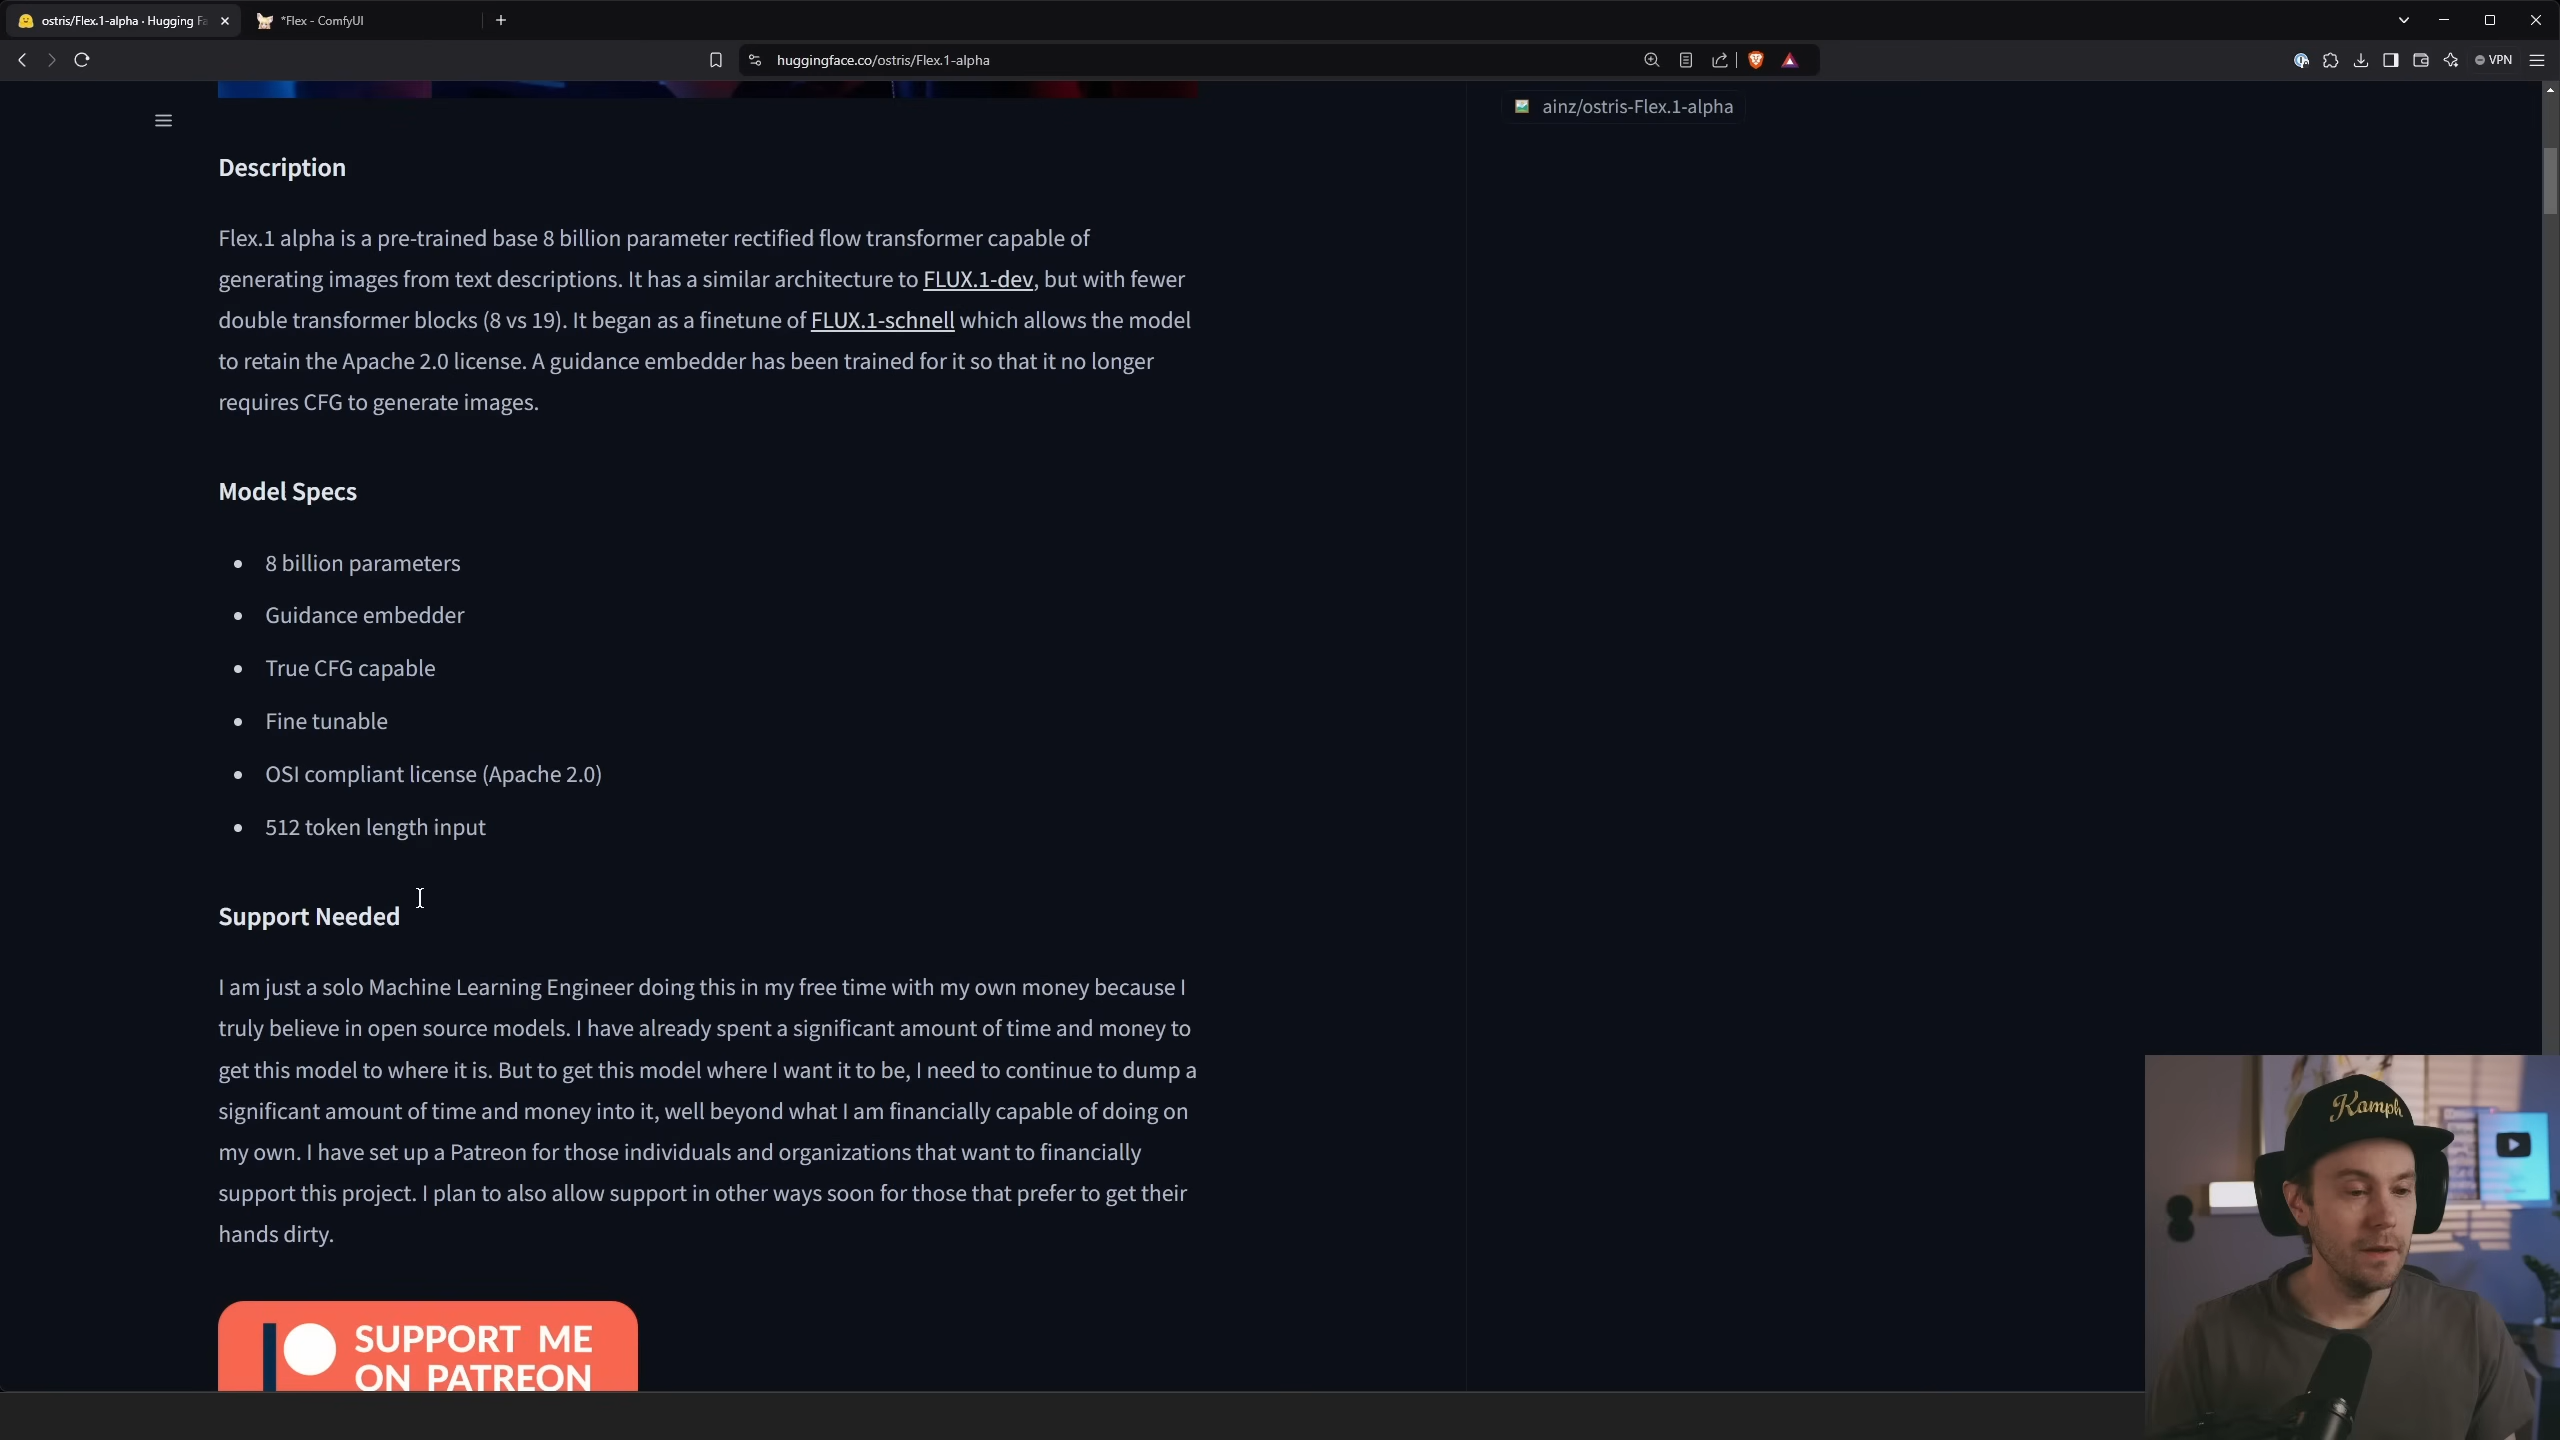 ostris/Flex.1-alpha · Hugging Fa
*Flex - ComfyUI
huggingface.co/ostris/Flex.1-alpha
VPN
ainz/ostris-Flex.1-alpha
Description
Flex.1 alpha is a pre-trained base 8 billion parameter rectified flow transformer capable of
generating images from text descriptions. It has a similar architecture to FLUX.1-dev, but with fewer
double transformer blocks (8 vs 19). It began as a finetune of FLUX.1-schnell which allows the model
to retain the Apache 2.0 license. A guidance embedder has been trained for it so that it no longer
requires CFG to generate images.
Model Specs
8 billion parameters
Guidance embedder
True CFG capable
Fine tunable
OSI compliant license (Apache 2.0)
512 token length input
Support Needed
I am just a solo Machine Learning Engineer doing this in my free time with my own money because I
truly believe in open source models. I have already spent a significant amount of time and money to
get this model to where it is. But to get this model where I want it to be, I need to continue to dump a
significant amount of time and money into it, well beyond what I am financially capable of doing on
my own. I have set up a Patreon for those individuals and organizations that want to financially
support this project. I plan to also allow support in other ways soon for those that prefer to get their
hands dirty.
SUPPORT ME
ON PATREON
Kamph